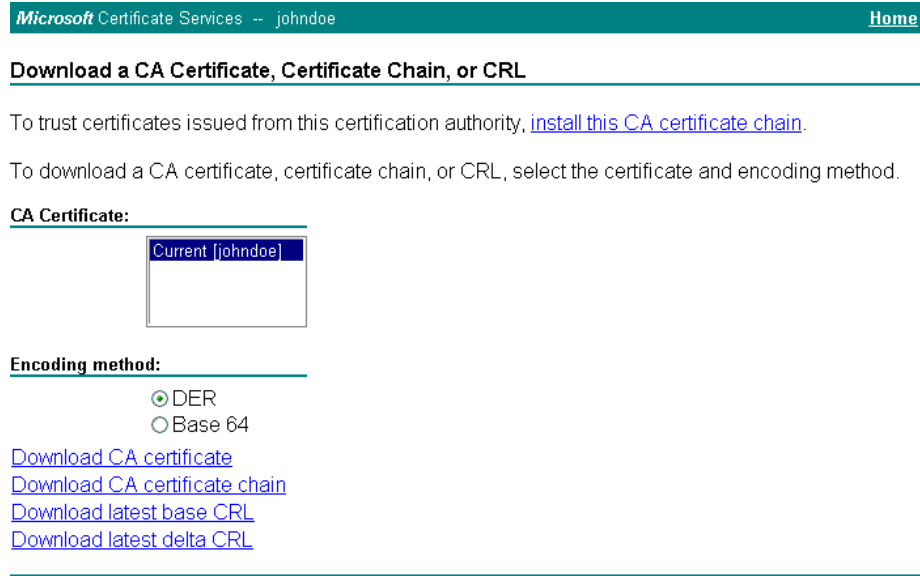 Microsoft Certificate Services -- johndoe Home
Download a CA Certificate, Certificate Chain, or CRL
To trust certificates issued from this certification authority, install this CA certificate chain.
To download a CA certificate, certificate chain, or CRL, select the certificate and encoding method.
CA Certificate:
Current [johndoe]
Encoding method:
DER
Base 64
Download CA certificate
Download CA certificate chain
Download latest base CRL
Download latest delta CRL